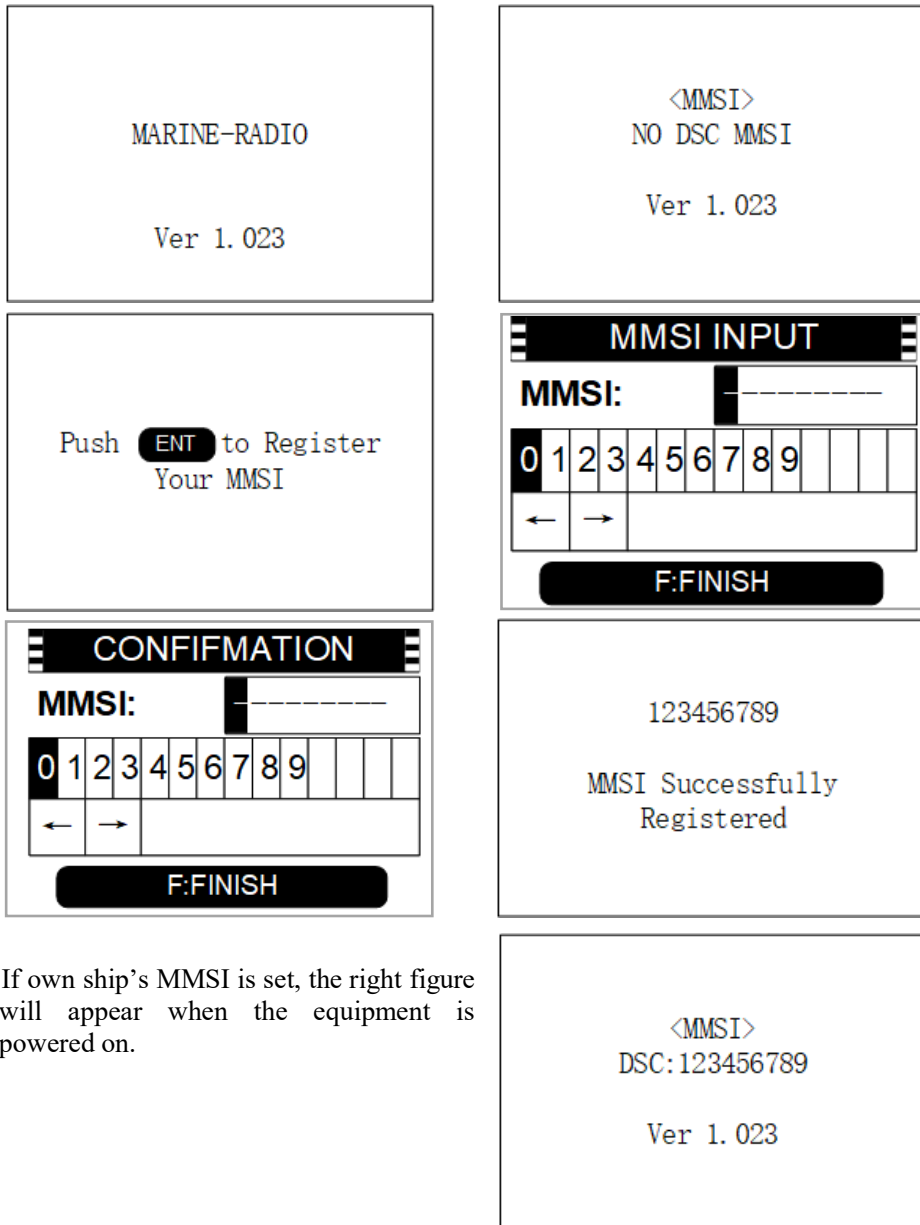 MARINE-RADIO
Ver 1.023
<MMSI>
NO DSC MMSI
Ver 1.023
Push ENT to Register
Your MMSI
MMSI INPUT
MMSI: ---------
0 1 2 3 4 5 6 7 8 9
← →
F:FINISH
CONFIFMATION
MMSI: ---------
0 1 2 3 4 5 6 7 8 9
← →
F:FINISH
123456789
MMSI Successfully
Registered
If own ship’s MMSI is set, the right figure
will appear when the equipment is
powered on.
<MMSI>
DSC:123456789
Ver 1.023